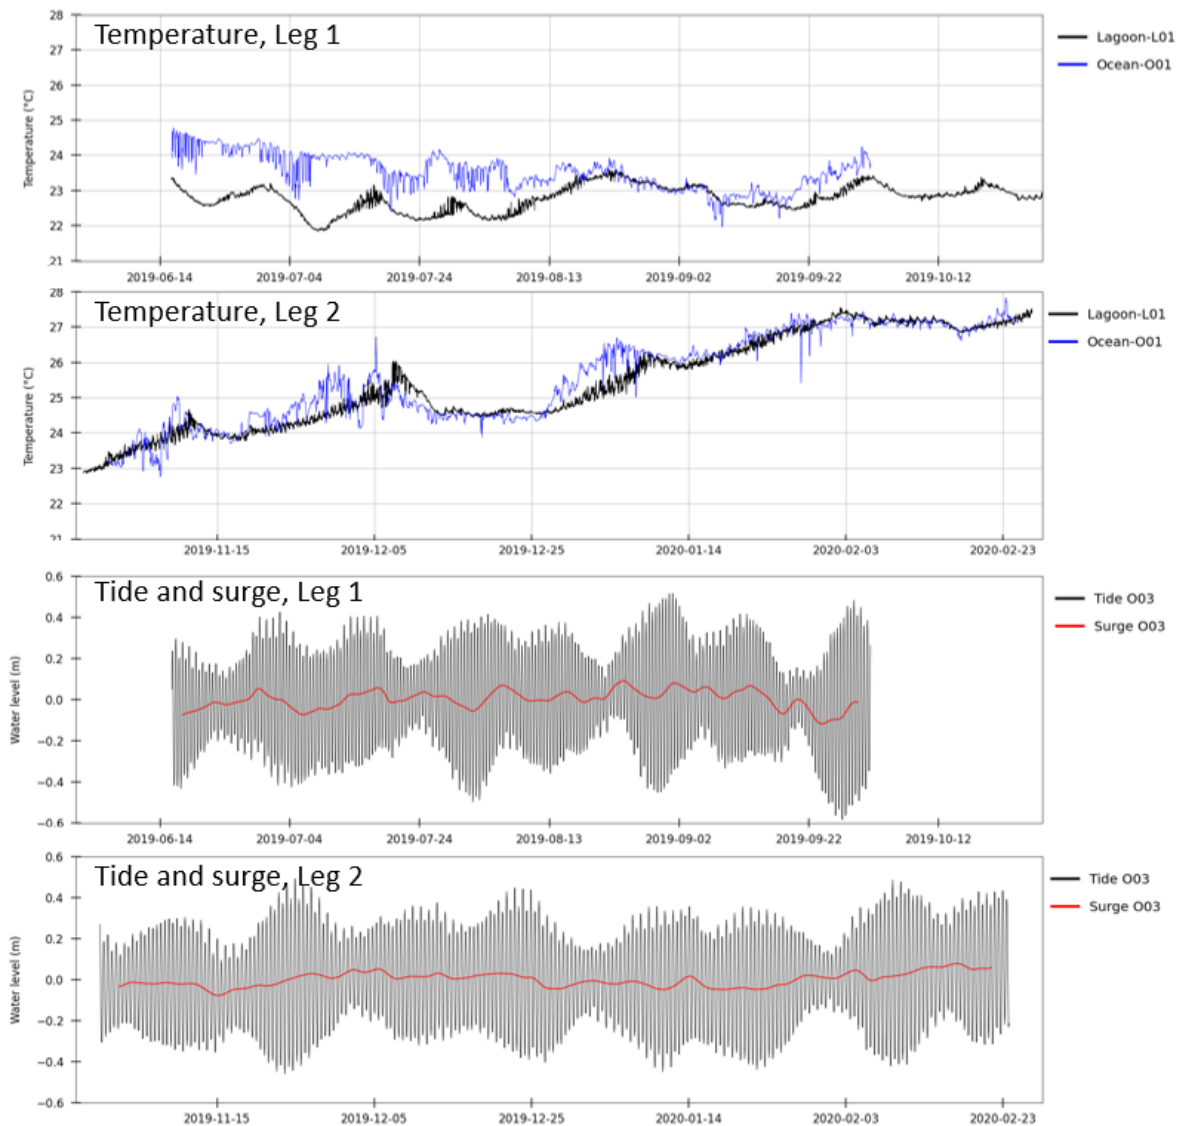 Temperature, Leg 1
Temperature (°C)
28
27
26
25
24
23
22
21
2019-06-14 2019-07-04 2019-07-24 2019-08-13 2019-09-02 2019-09-22 2019-10-12
Lagoon-L01
Ocean-O01
Temperature, Leg 2
Temperature (°C)
28
27
26
25
24
23
22
21
2019-11-15 2019-12-05 2019-12-25 2020-01-14 2020-02-03 2020-02-23
Lagoon-L01
Ocean-O01
Tide and surge, Leg 1
Water level (m)
0.6
0.4
0.2
0.0
−0.2
−0.4
−0.6
2019-06-14 2019-07-04 2019-07-24 2019-08-13 2019-09-02 2019-09-22 2019-10-12
Tide O03
Surge O03
Tide and surge, Leg 2
Water level (m)
0.6
0.4
0.2
0.0
−0.2
−0.4
−0.6
2019-11-15 2019-12-05 2019-12-25 2020-01-14 2020-02-03 2020-02-23
Tide O03
Surge O03